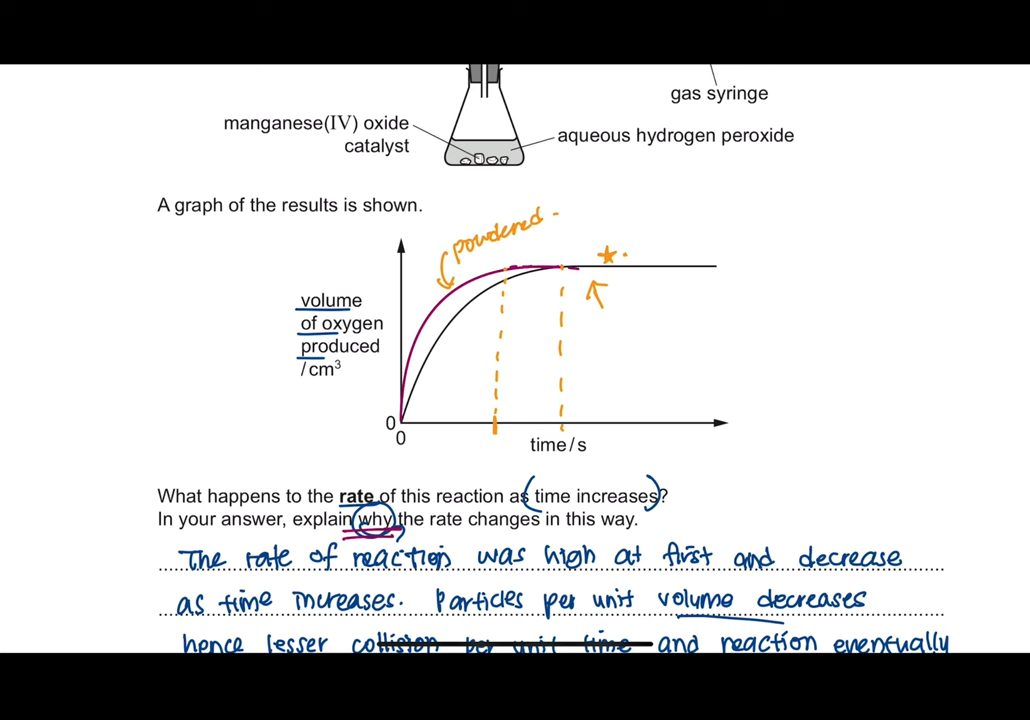 gas syringe
manganese(IV) oxide
catalyst
aqueous hydrogen peroxide
A graph of the results is shown.
powdered.
volume
of oxygen
produced
/cm³
0
0
time/s
What happens to the rate of this reaction as (time increases)?
In your answer, explain why the rate changes in this way.
The rate of reaction was high at first and decrease
as time increases. Particles per unit volume decreases
hence lesser collision per unit time and reaction eventually